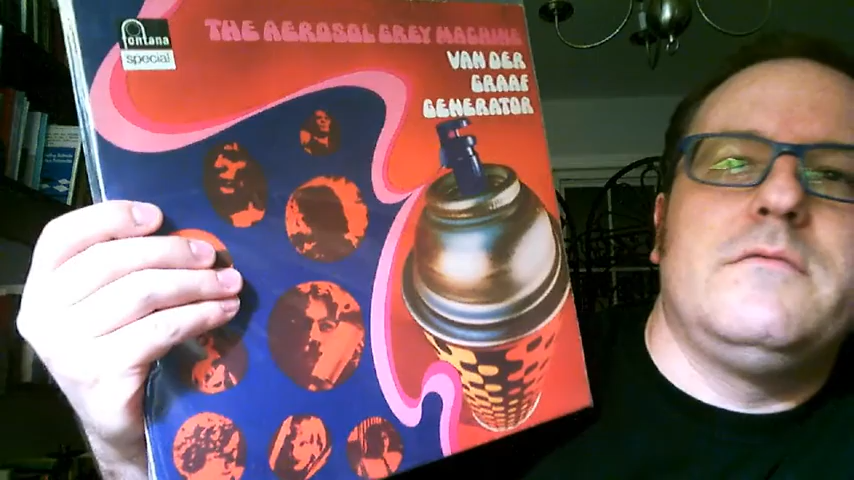 fontana
special
THE AEROSOL GREY MACHINE
VAN DER
GRAAF
GENERATOR